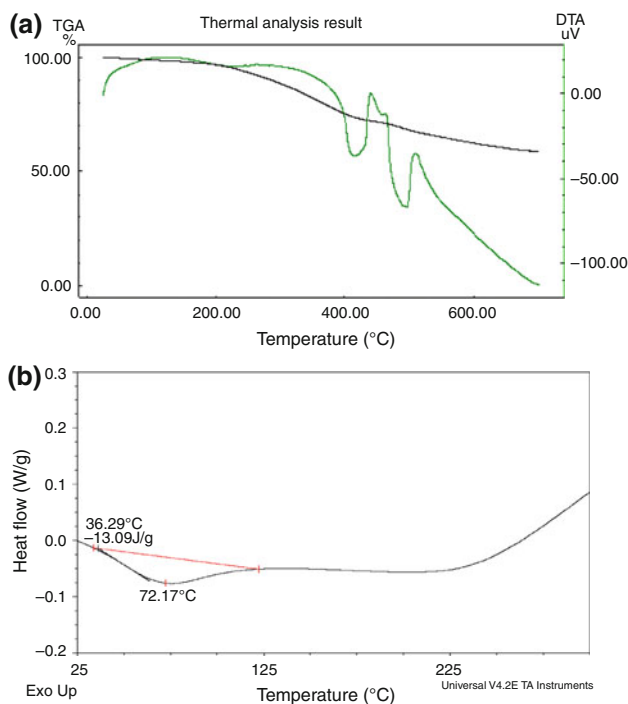 (a)
Thermal analysis result
TGA
%
DTA
uV
100.00
50.00
0.00
0.00
−50.00
−100.00
0.00 200.00 400.00 600.00
Temperature (°C)
(b)
0.3
0.2
0.1
0.0
−0.1
−0.2
Heat flow (W/g)
36.29°C
−13.09J/g
72.17°C
25 125 225
Exo Up
Temperature (°C)
Universal V4.2E TA Instruments